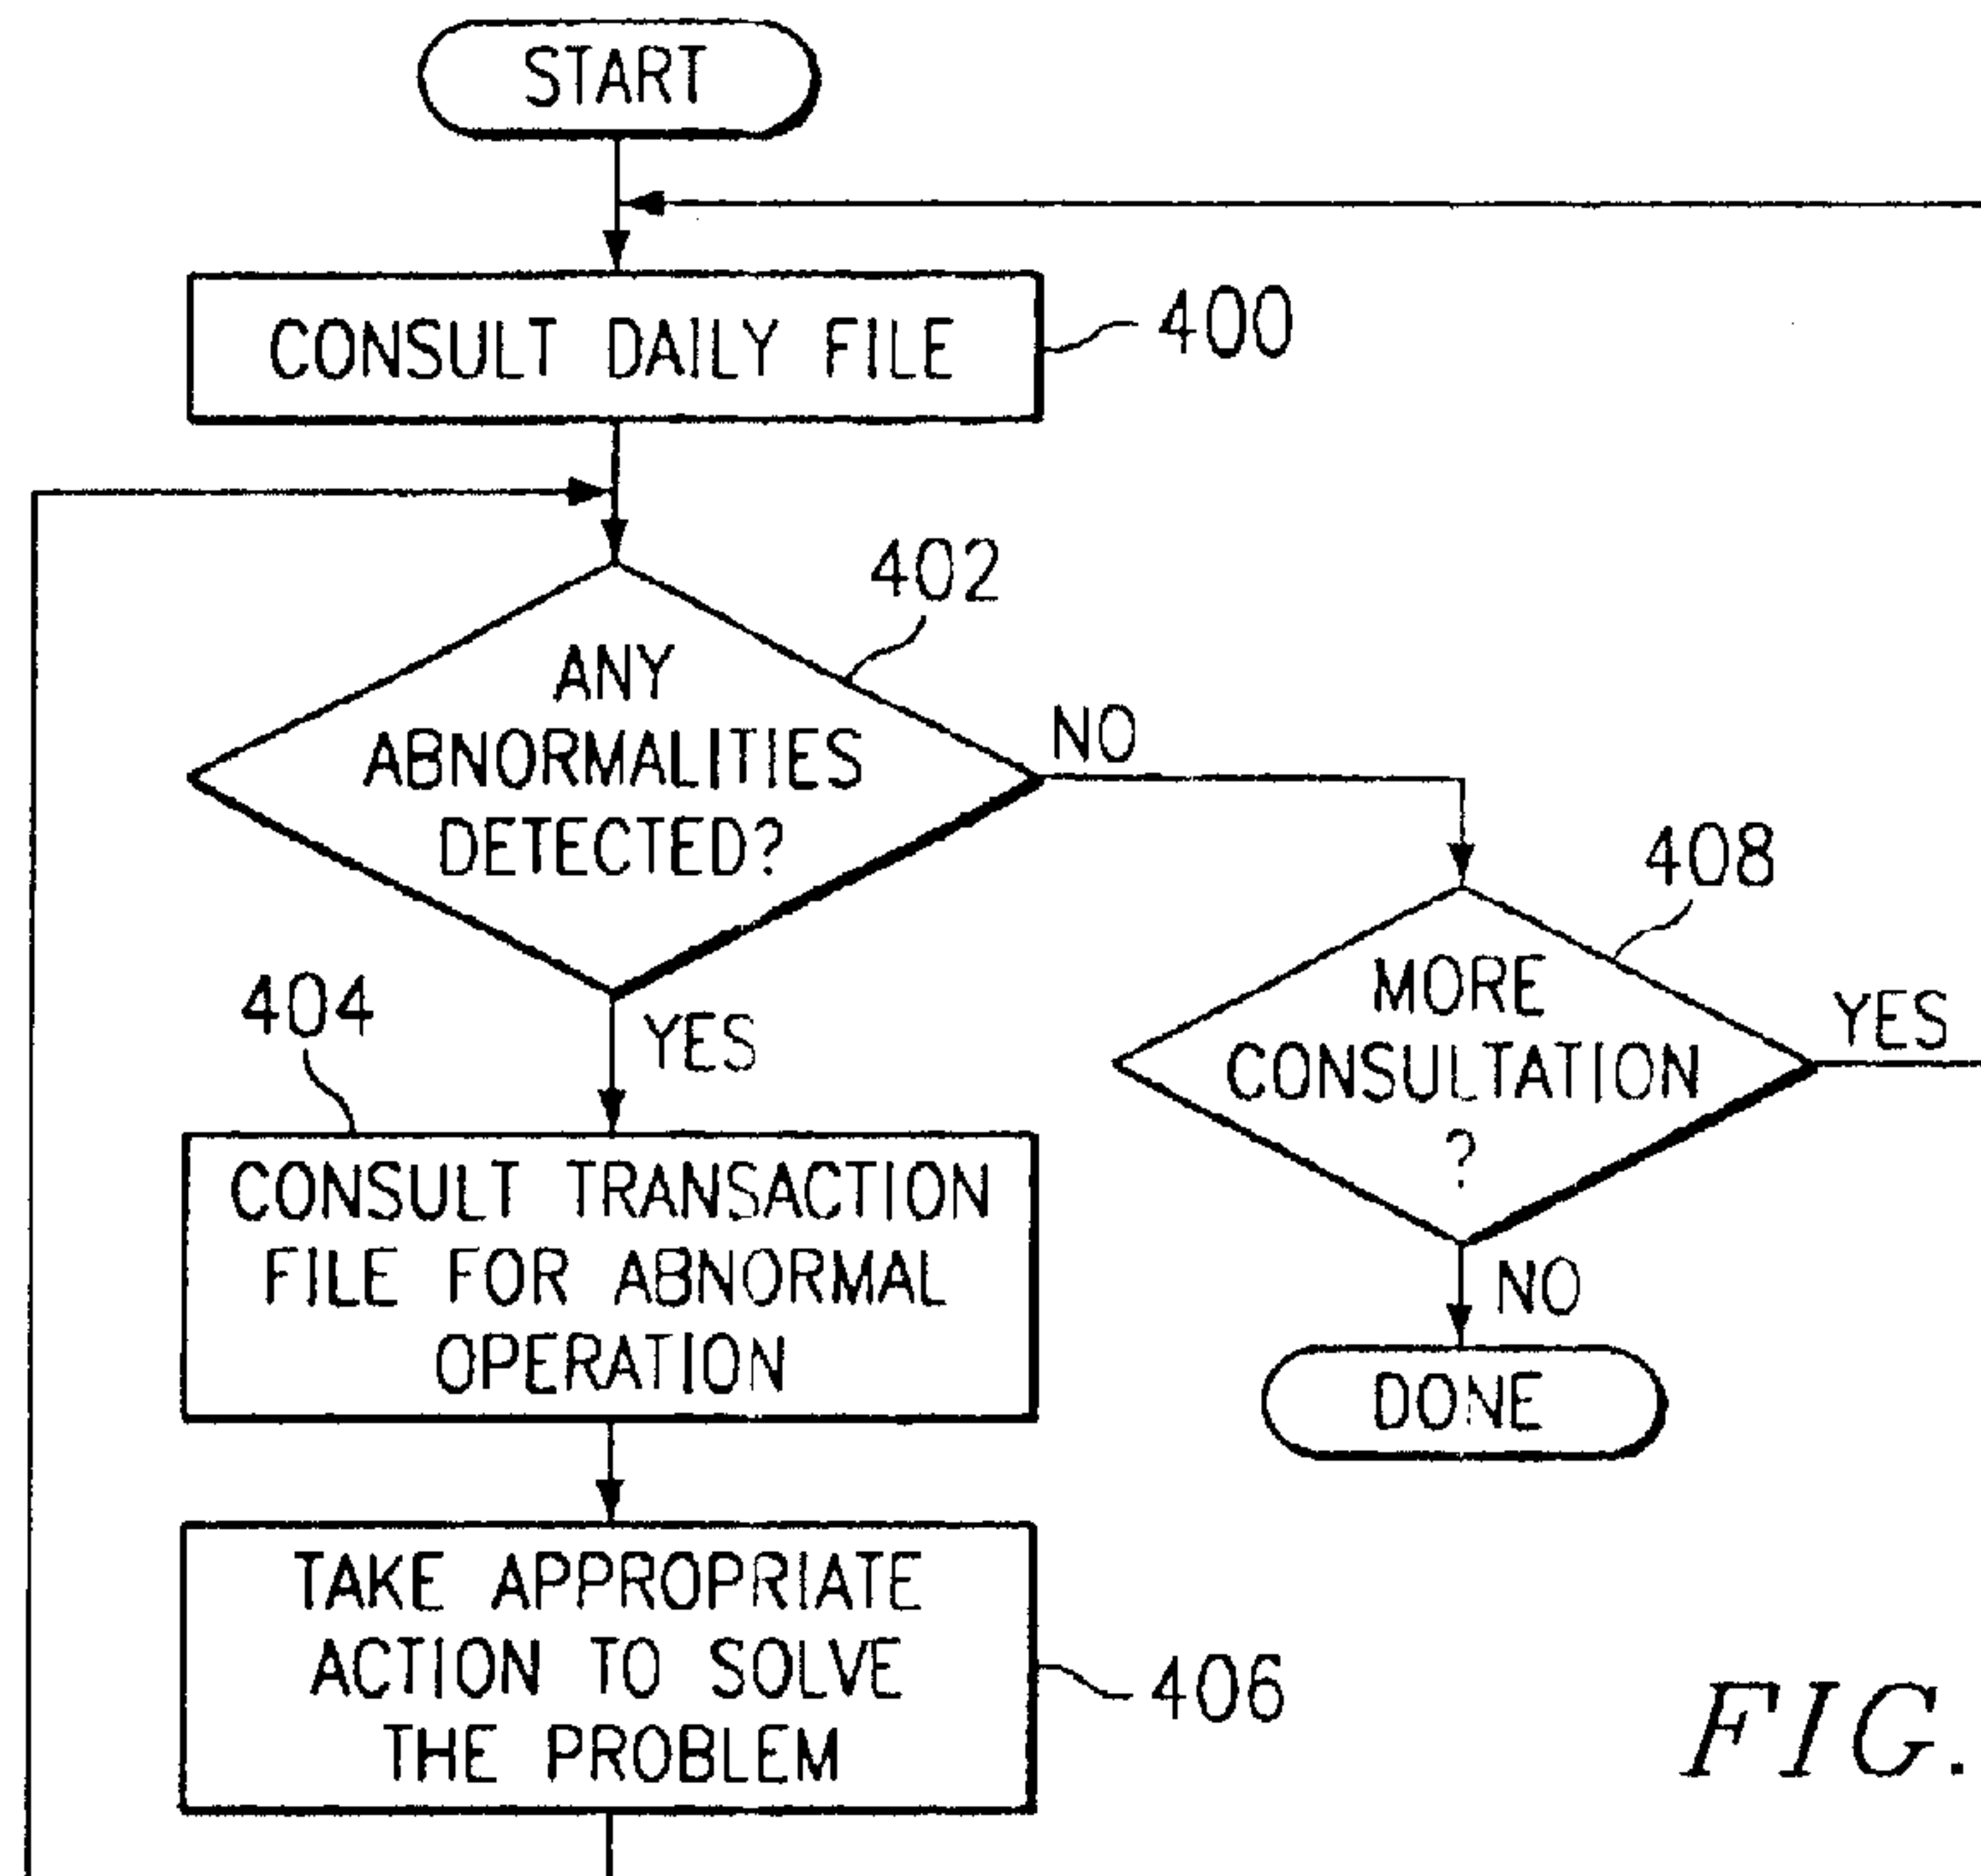 START
CONSULT DAILY FILE
400
402
ANY
ABNORMALITIES
DETECTED?
NO
408
MORE
CONSULTATION
?
YES
404
YES
NO
CONSULT TRANSACTION
FILE FOR ABNORMAL
OPERATION
DONE
TAKE APPROPRIATE
ACTION TO SOLVE
THE PROBLEM
406
FIG.